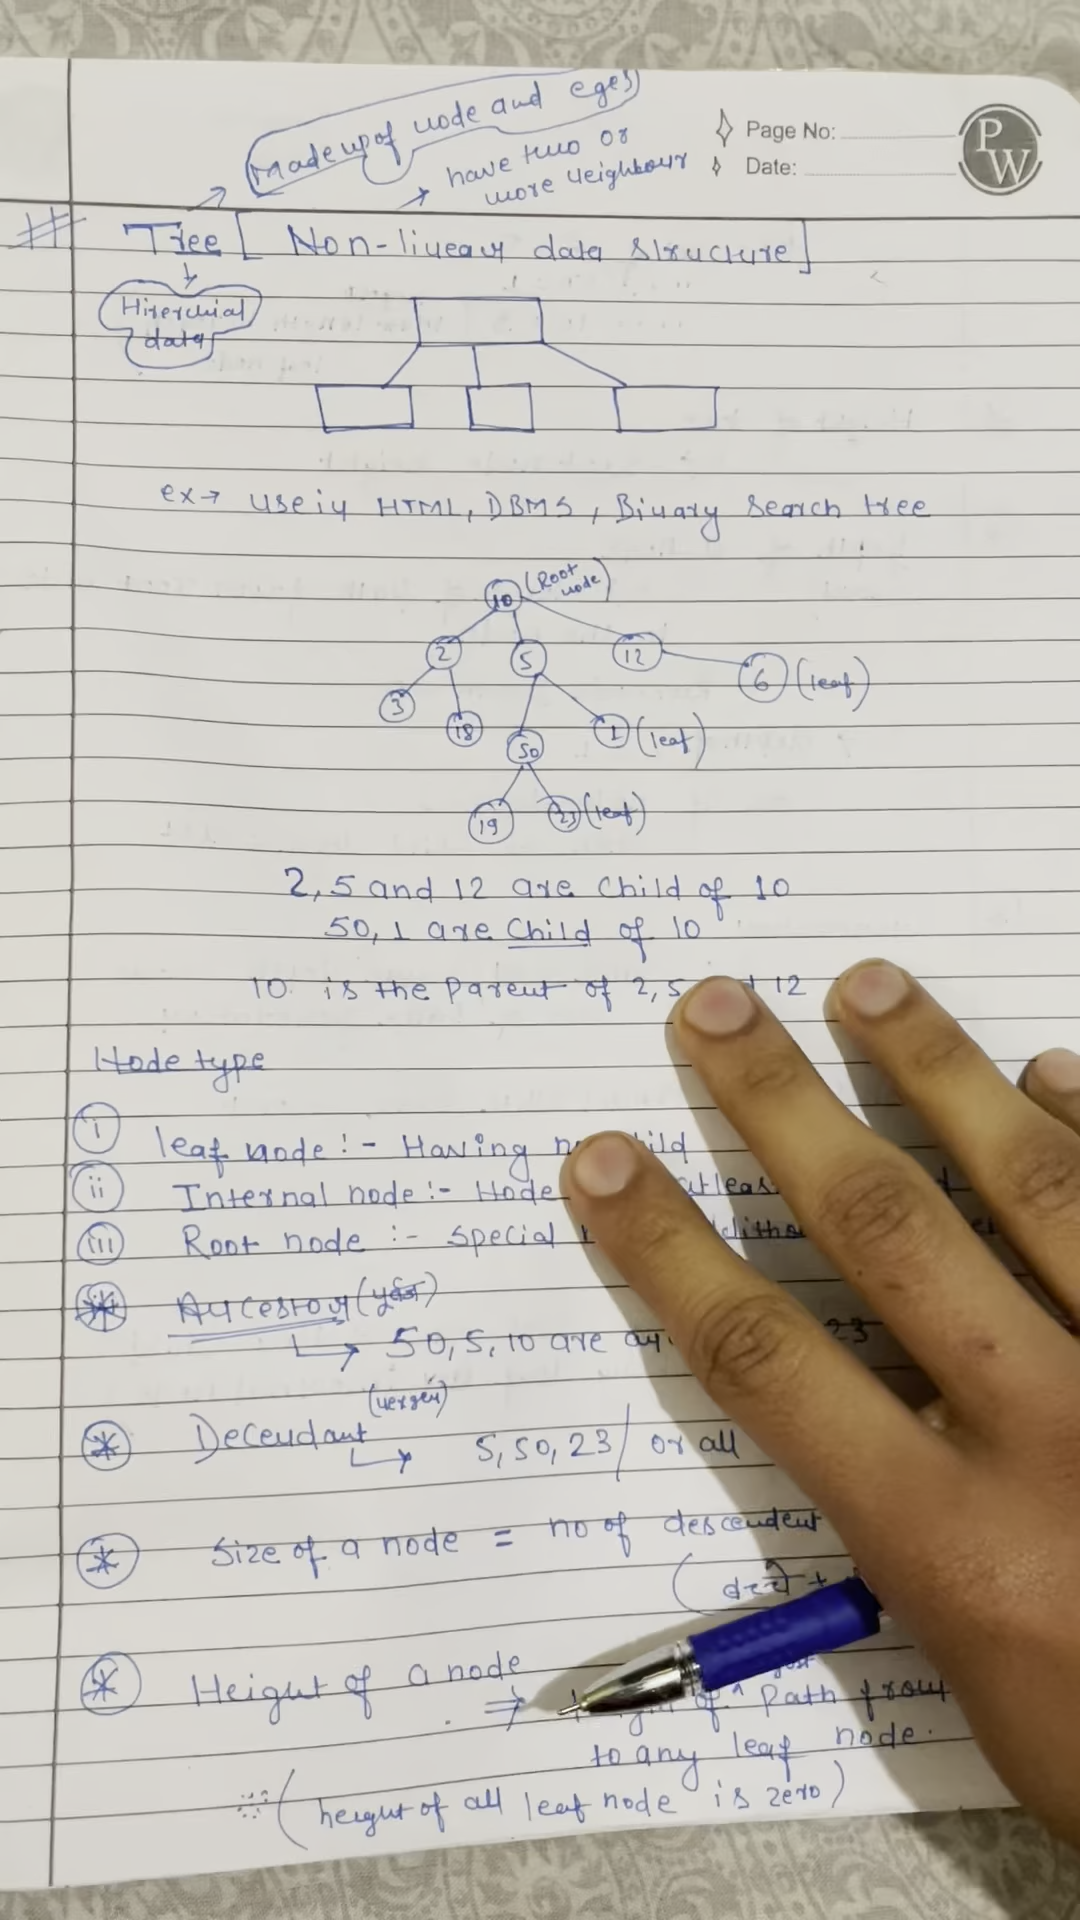 Made up of node and eges
have two or
more neighbour
Page No:
Date:
PW
# Tree [ Non-linear data structure]
Hirerchial
data
ex→ use in HTML, DBMS, Binary Search tree
10 (Root
node)
2 5 12
6 (leaf)
3 18 50 1 (leaf)
19 23 (leaf)
2, 5 and 12 are child of 10
50, 1 are Child of 10
10 is the Parent of 2, 5 12
Node type
i leaf node :- Having child
ii Internal node :- Node
iii Root node :- Special
Ancestor
↳ 50, 5, 10 are 23
* Decendant
↳ 5, 50, 23/ or all
* Size of a node = no of descendent
* Height of a node
⇒ of ^ Path from
to any leaf node.
(height of all leaf node is zero)